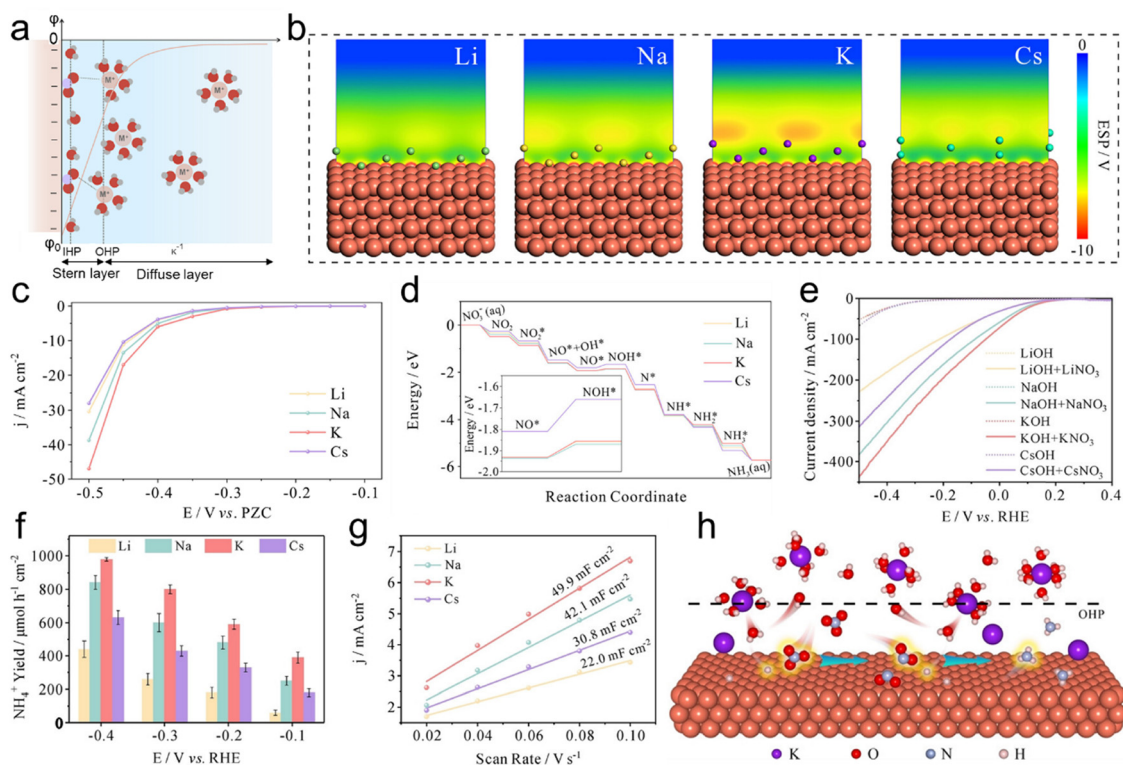 a
φ
0
M⁺
M⁺
M⁺
M⁺
M⁺
φ₀
IHP OHP κ⁻¹
Stern layer Diffuse layer
b
Li
Na
K
Cs
0
ESP / V
-10
c
0
-10
-20
-30
-40
-50
j / mA cm⁻²
Li
Na
K
Cs
-0.5 -0.4 -0.3 -0.2 -0.1
E / V vs. PZC
d
0
-2
-4
-6
Energy / eV
NO₃⁻(aq)
NO₂
NO₂*
NO*+OH*
NO*
NOH*
N*
NH*
NH₂*
NH₃*
NH₃(aq)
Li
Na
K
Cs
-1.6
-1.7
-1.8
-1.9
-2.0
Energy / eV
NO*
NOH*
Reaction Coordinate
e
0
-100
-200
-300
-400
Current density / mA cm⁻²
LiOH
LiOH+LiNO₃
NaOH
NaOH+NaNO₃
KOH
KOH+KNO₃
CsOH
CsOH+CsNO₃
-0.4 -0.2 0.0 0.2 0.4
E / V vs. RHE
f
Li Na K Cs
1000
800
600
400
200
0
NH₄⁺ Yield / μmol h⁻¹ cm⁻²
-0.4 -0.3 -0.2 -0.1
E / V vs. RHE
g
7
6
5
4
3
2
1
j / mA cm⁻²
Li
Na
K
Cs
49.9 mF cm⁻²
42.1 mF cm⁻²
30.8 mF cm⁻²
22.0 mF cm⁻²
0.02 0.04 0.06 0.08 0.10
Scan Rate / V s⁻¹
h
OHP
K O N H